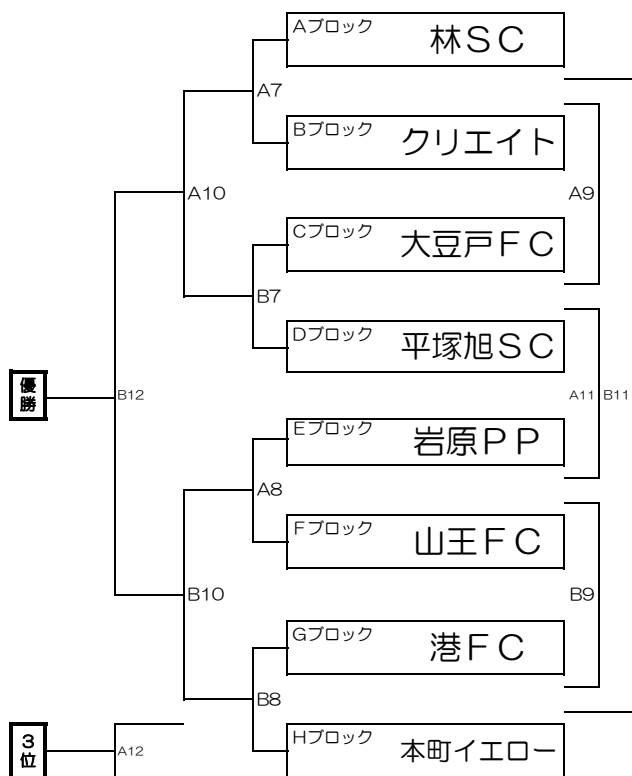 Aブロック 林SC
A7
Bブロック クリエイト
A10
A9
Cブロック 大豆戸FC
B7
Dブロック 平塚旭SC
優勝
B12
A11 B11
Eブロック 岩原PP
A8
Fブロック 山王FC
B10
B9
Gブロック 港FC
B8
3位
A12
Hブロック 本町イエロー